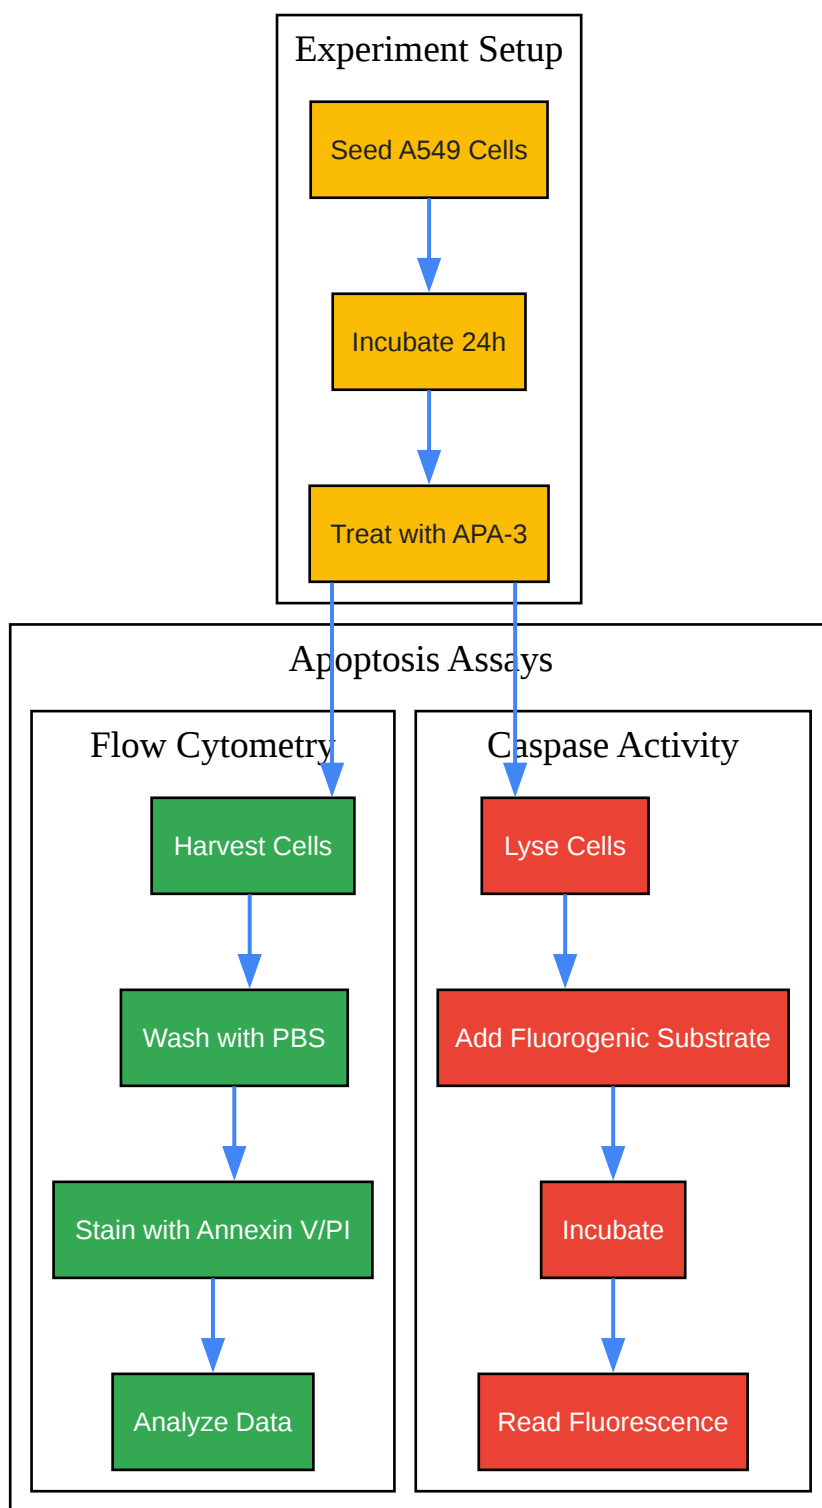 Experiment Setup
Seed A549 Cells
Incubate 24h
Treat with APA-3
Apoptosis Assays
Flow Cytometry
Harvest Cells
Wash with PBS
Stain with Annexin V/PI
Analyze Data
Caspase Activity
Lyse Cells
Add Fluorogenic Substrate
Incubate
Read Fluorescence